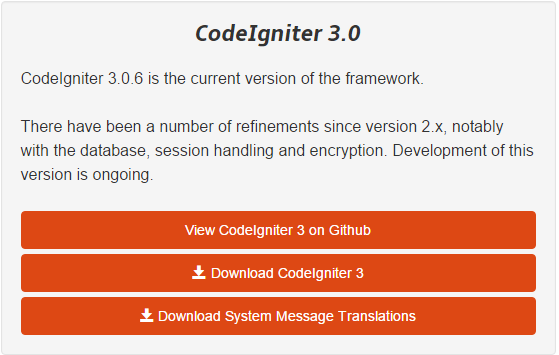 CodeIgniter 3.0
CodeIgniter 3.0.6 is the current version of the framework.
There have been a number of refinements since version 2.x, notably
with the database, session handling and encryption. Development of this
version is ongoing.
View CodeIgniter 3 on Github
Download CodeIgniter 3
Download System Message Translations